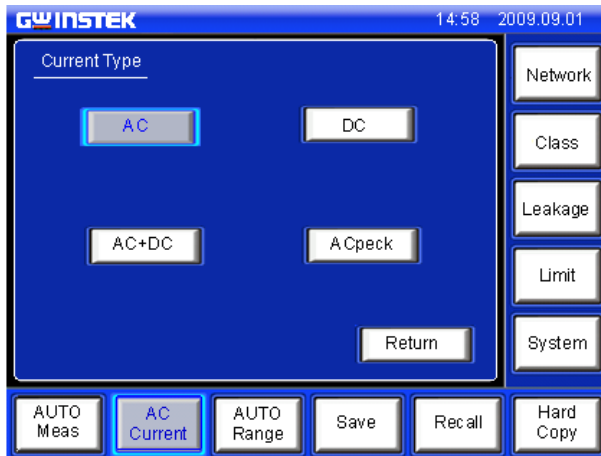 GWINSTEK 14:58 2009.09.01
Current Type
AC
DC
AC+DC
ACpeck
Return
Network
Class
Leakage
Limit
System
AUTO
Meas
AC
Current
AUTO
Range
Save
Recall
Hard
Copy